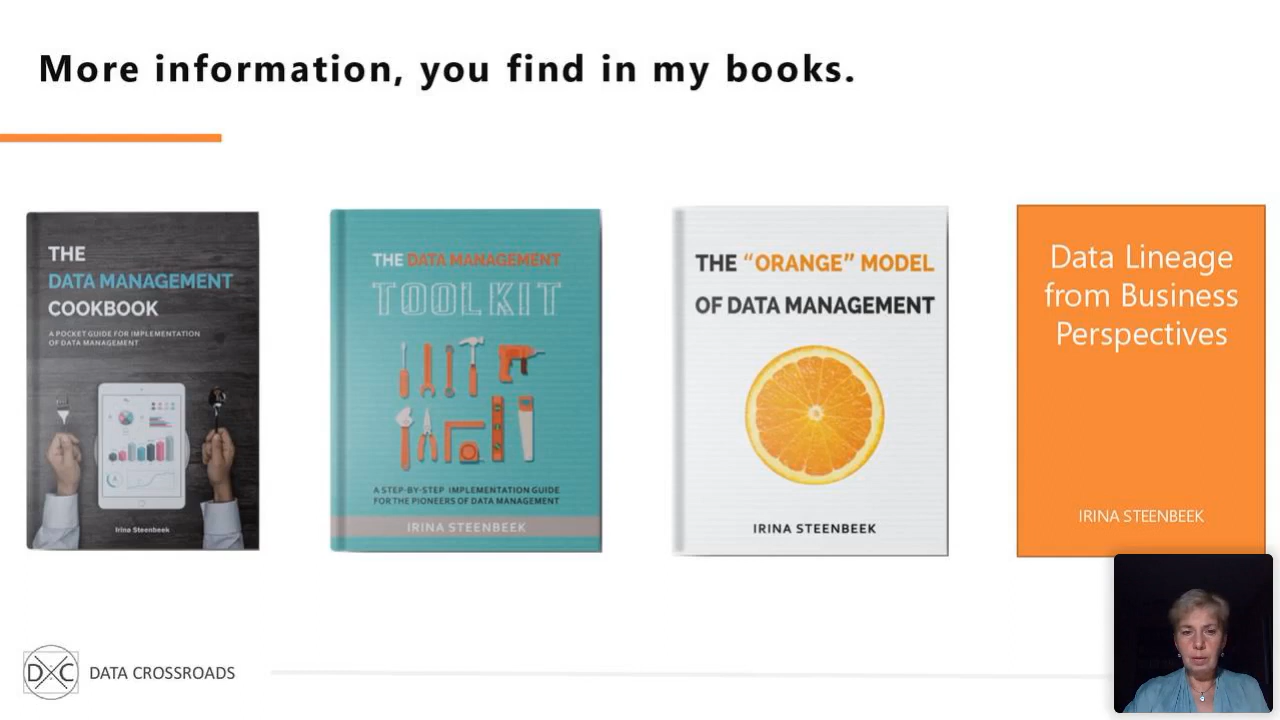 More information, you find in my books.
THE
DATA MANAGEMENT
COOKBOOK
A POCKET GUIDE FOR IMPLEMENTATION
OF DATA MANAGEMENT
Irina Steenbeek
THE DATA MANAGEMENT
TOOLKIT
A STEP-BY-STEP IMPLEMENTATION GUIDE
FOR THE PIONEERS OF DATA MANAGEMENT
IRINA STEENBEEK
THE “ORANGE” MODEL
OF DATA MANAGEMENT
IRINA STEENBEEK
Data Lineage
from Business
Perspectives
IRINA STEENBEEK
DXC DATA CROSSROADS